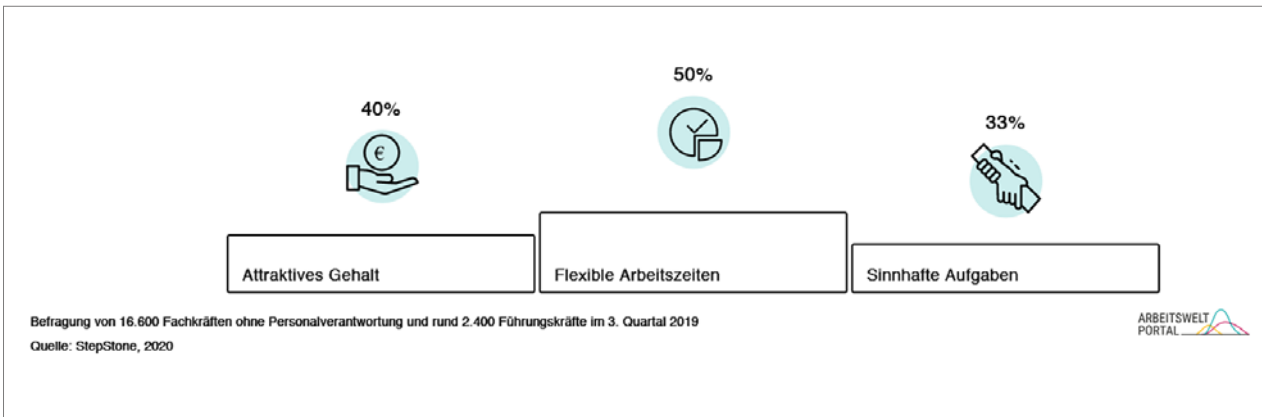 50%
40%
33%
€
Attraktives Gehalt
Flexible Arbeitszeiten
Sinnhafte Aufgaben
Befragung von 16.600 Fachkräften ohne Personalverantwortung und rund 2.400 Führungskräfte im 3. Quartal 2019
Quelle: StepStone, 2020
ARBEITSWELT
PORTAL